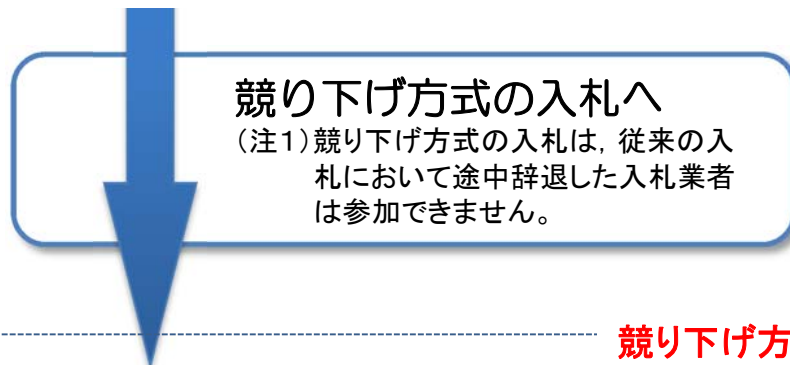 競り下げ方式の入札へ
(注1)競り下げ方式の入札は, 従来の入
札において途中辞退した入札業者
は参加できません。
競り下げ方